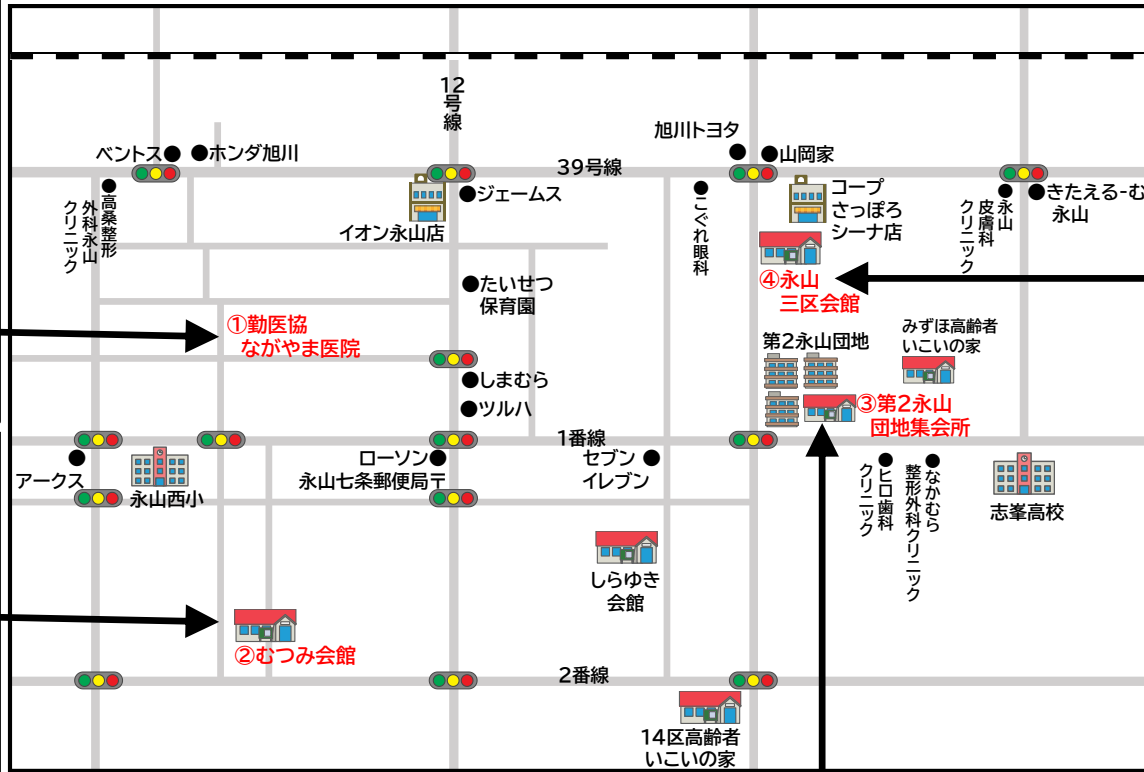 12
号
線
旭川トヨタ
ベントス
ホンダ旭川
39号線
山岡家
高桑整形
外科永山
クリニック
イオン永山店
ジェームス
こぐれ眼科
コープ
さっぽろ
シーナ店
永山
皮膚科
クリニック
きたえる-む
永山
たいせつ
保育園
④永山
三区会館
①勤医協
ながやま医院
みずほ高齢者
いこいの家
第2永山団地
しまむら
ツルハ
③第2永山
団地集会所
1番線
アークス
永山西小
ローソン
永山七条郵便局〒
セブン
イレブン
ヒロ歯科
クリニック
なかむら
整形外科クリニック
志峯高校
しらゆき
会館
②むつみ会館
2番線
14区高齢者
いこいの家